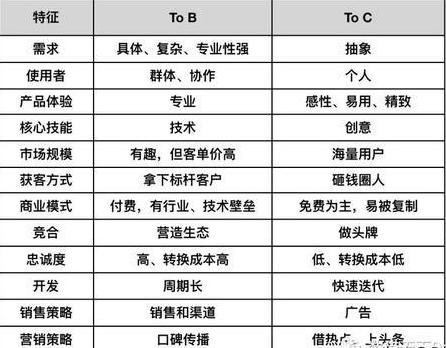 特征 To B To C
需求 具体、复杂、专业性强 抽象
使用者 群体、协作 个人
产品体验 专业 感性、易用、精致
核心技能 技术 创意
市场规模 有趣，但客单价高 海量用户
获客方式 拿下标杆客户 砸钱圈人
商业模式 付费，有行业、技术壁垒 免费为主，易被复制
竞合 营造生态 做头牌
忠诚度 高、转换成本高 低、转换成本低
开发 周期长 快速迭代
销售策略 销售和渠道 广告
营销策略 口碑传播 借热点、上头条